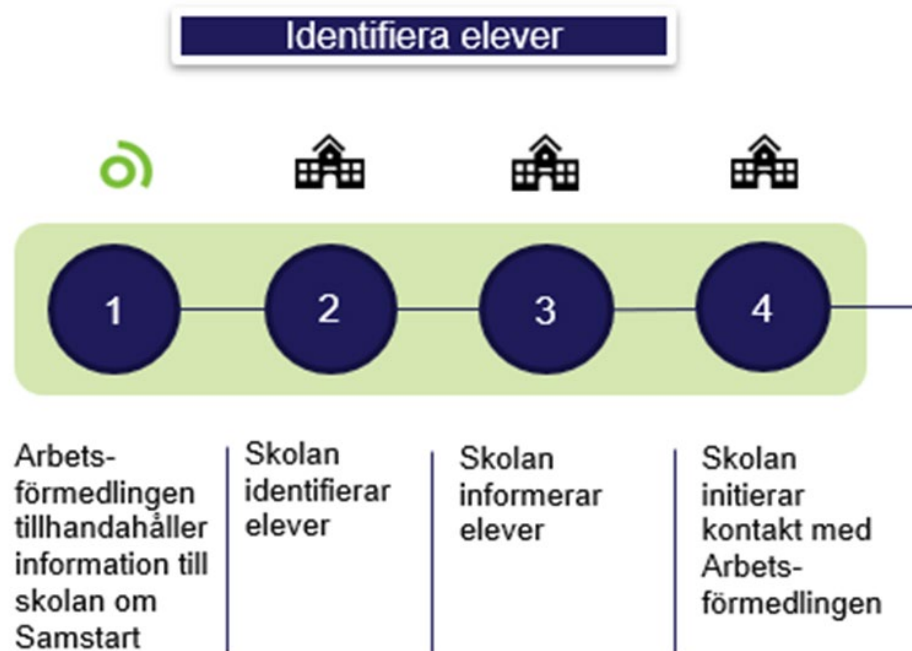 Identifiera elever
1
2
3
4
Arbets-
förmedlingen
tillhandahåller
information till
skolan om
Samstart
Skolan
identifierar
elever
Skolan
informerar
elever
Skolan
initierar
kontakt med
Arbets-
förmedlingen